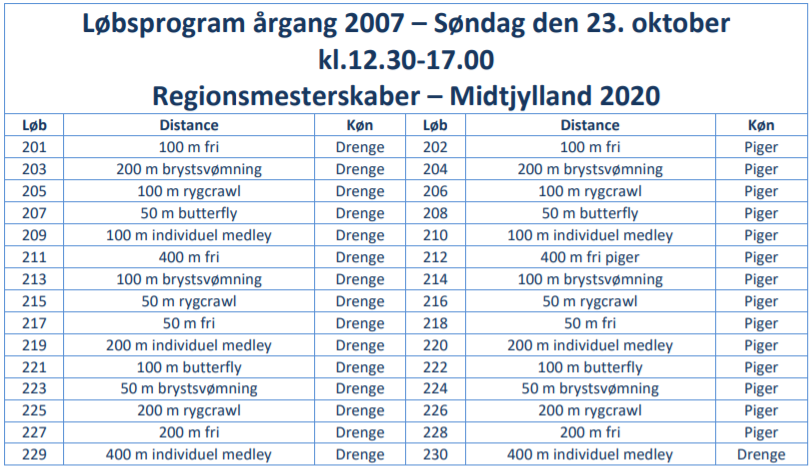 Løbsprogram årgang 2007 – Søndag den 23. oktober
kl.12.30-17.00
Regionsmesterskaber – Midtjylland 2020
Løb Distance Køn Løb Distance Køn
201 100 m fri Drenge 202 100 m fri Piger
203 200 m brystsvømning Drenge 204 200 m brystsvømning Piger
205 100 m rygcrawl Drenge 206 100 m rygcrawl Piger
207 50 m butterfly Drenge 208 50 m butterfly Piger
209 100 m individuel medley Drenge 210 100 m individuel medley Piger
211 400 m fri Drenge 212 400 m fri piger Piger
213 100 m brystsvømning Drenge 214 100 m brystsvømning Piger
215 50 m rygcrawl Drenge 216 50 m rygcrawl Piger
217 50 m fri Drenge 218 50 m fri Piger
219 200 m individuel medley Drenge 220 200 m individuel medley Piger
221 100 m butterfly Drenge 222 100 m butterfly Piger
223 50 m brystsvømning Drenge 224 50 m brystsvømning Piger
225 200 m rygcrawl Drenge 226 200 m rygcrawl Piger
227 200 m fri Drenge 228 200 m fri Piger
229 400 m individuel medley Drenge 230 400 m individuel medley Drenge